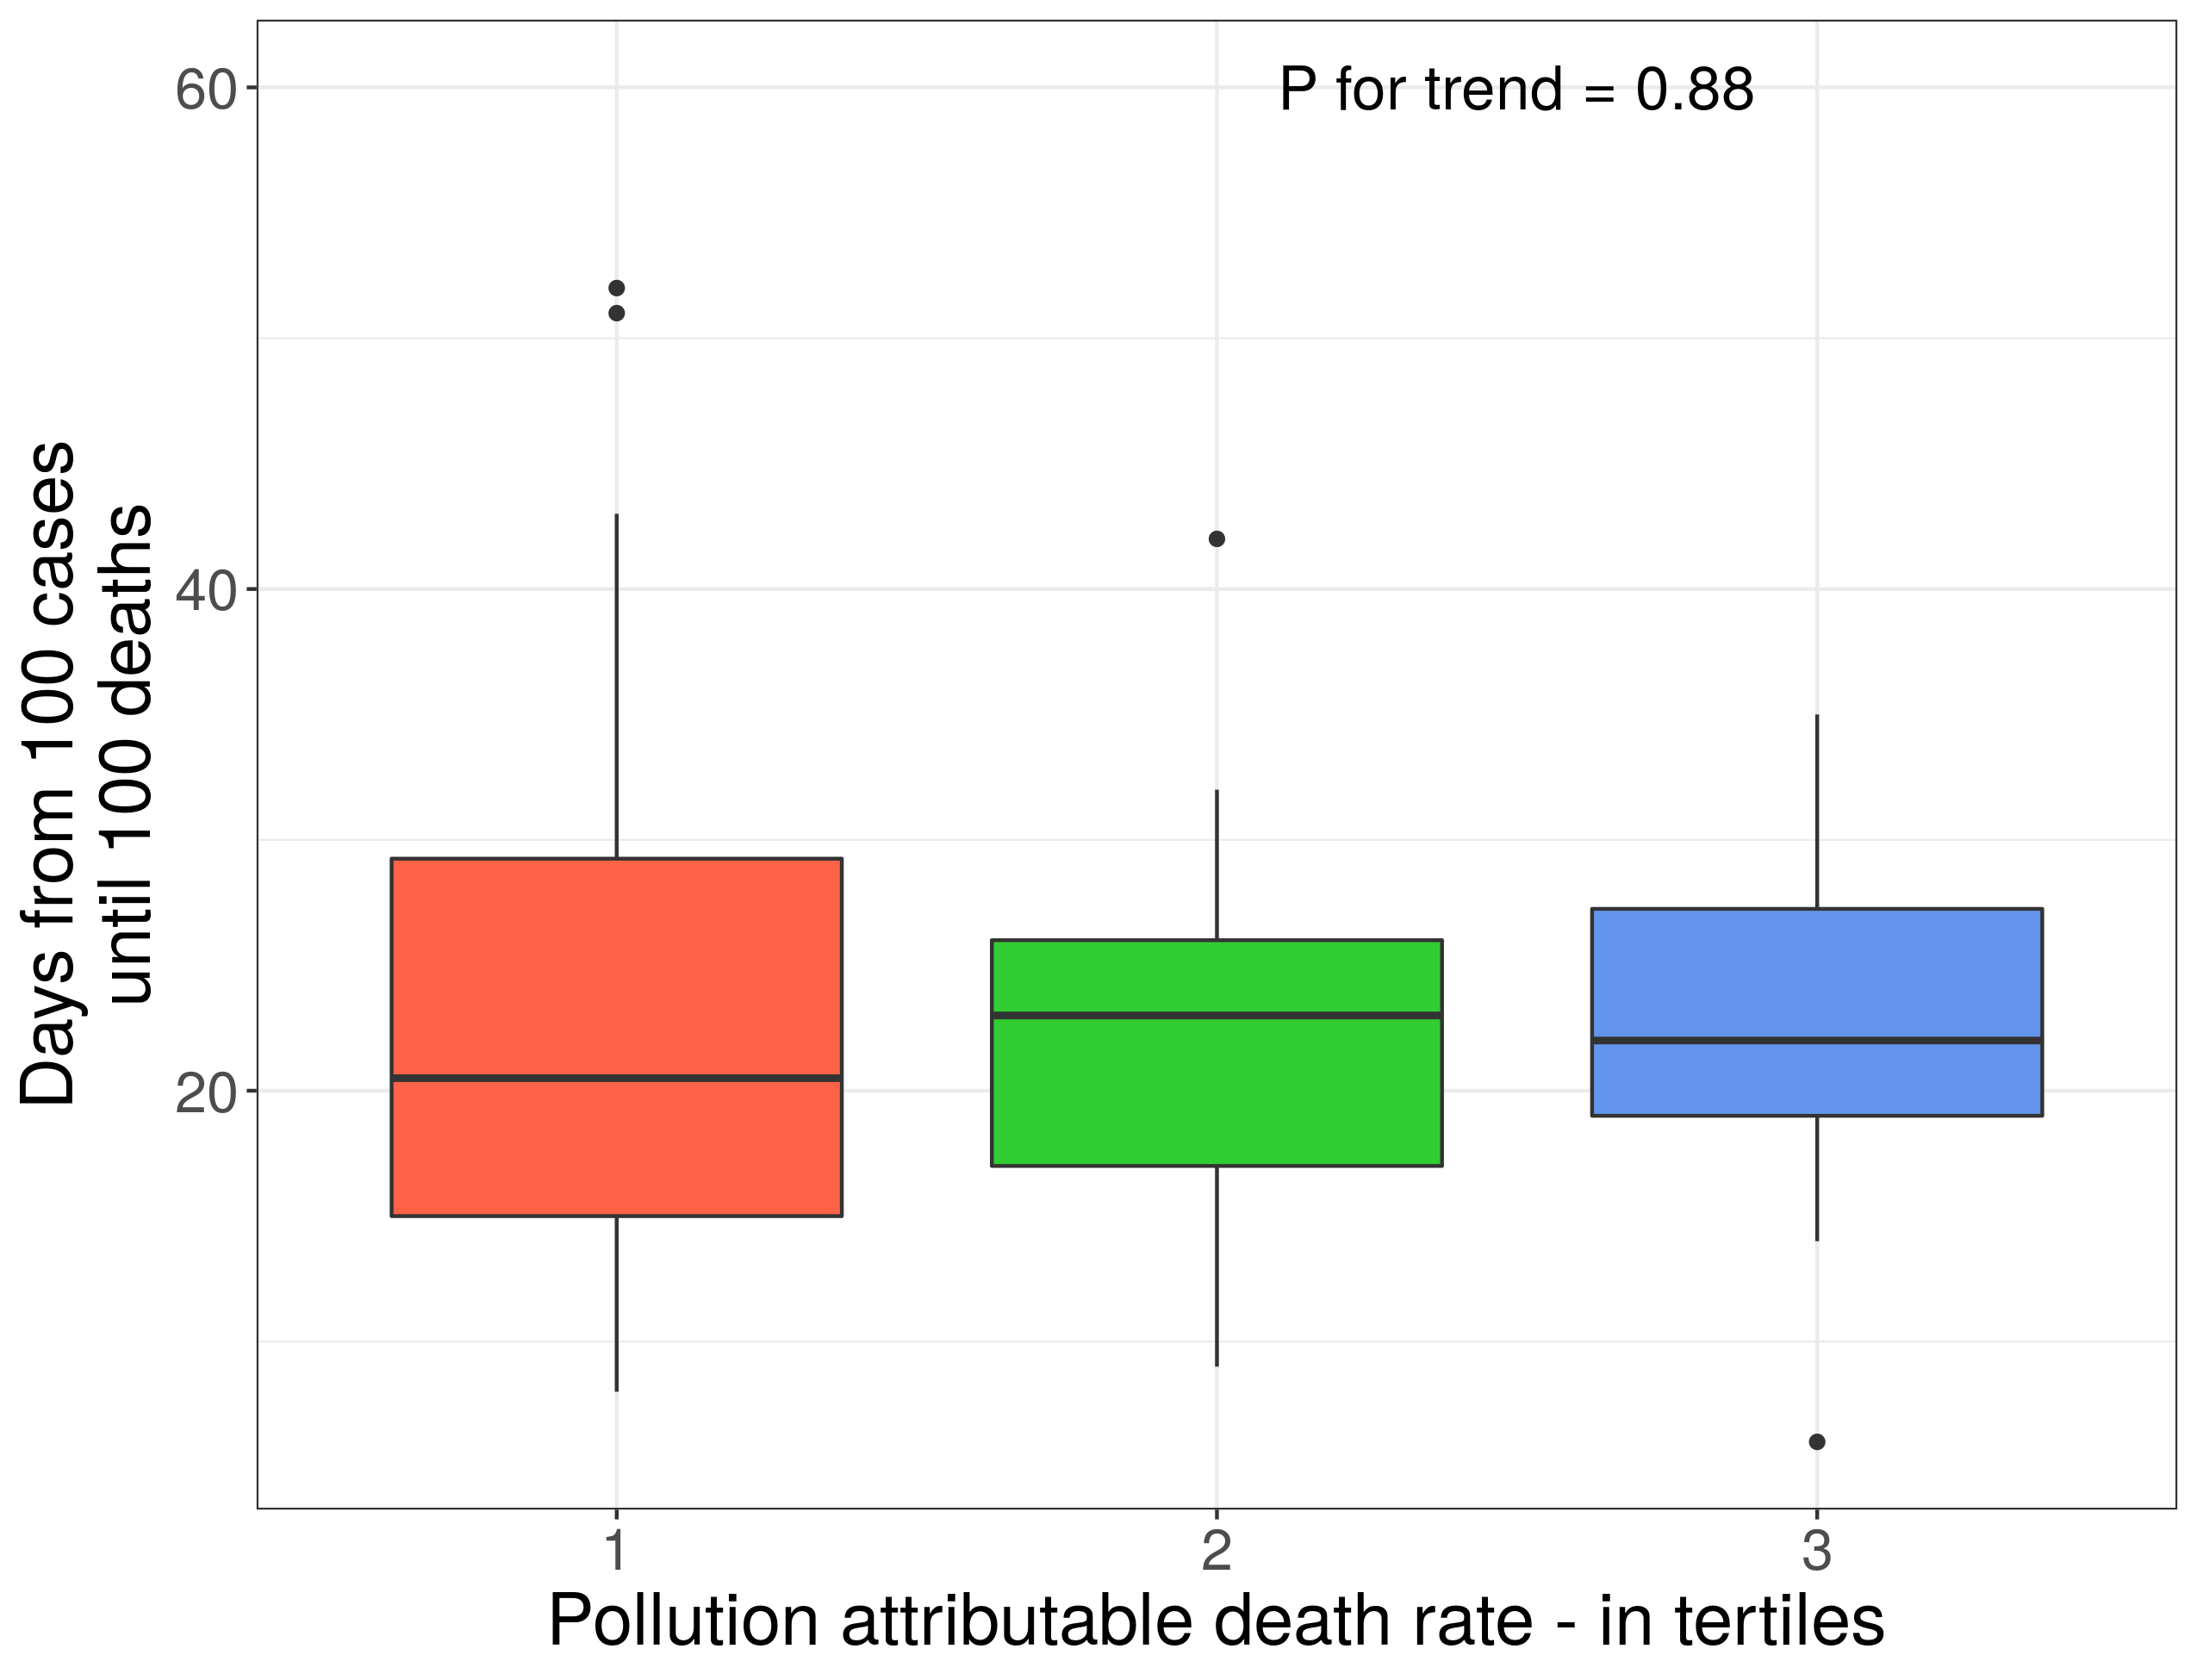 P for trend = 0.88
60
40
20
Days from 100 cases
until 100 deaths
1
2
3
Pollution attributable death rate - in tertiles